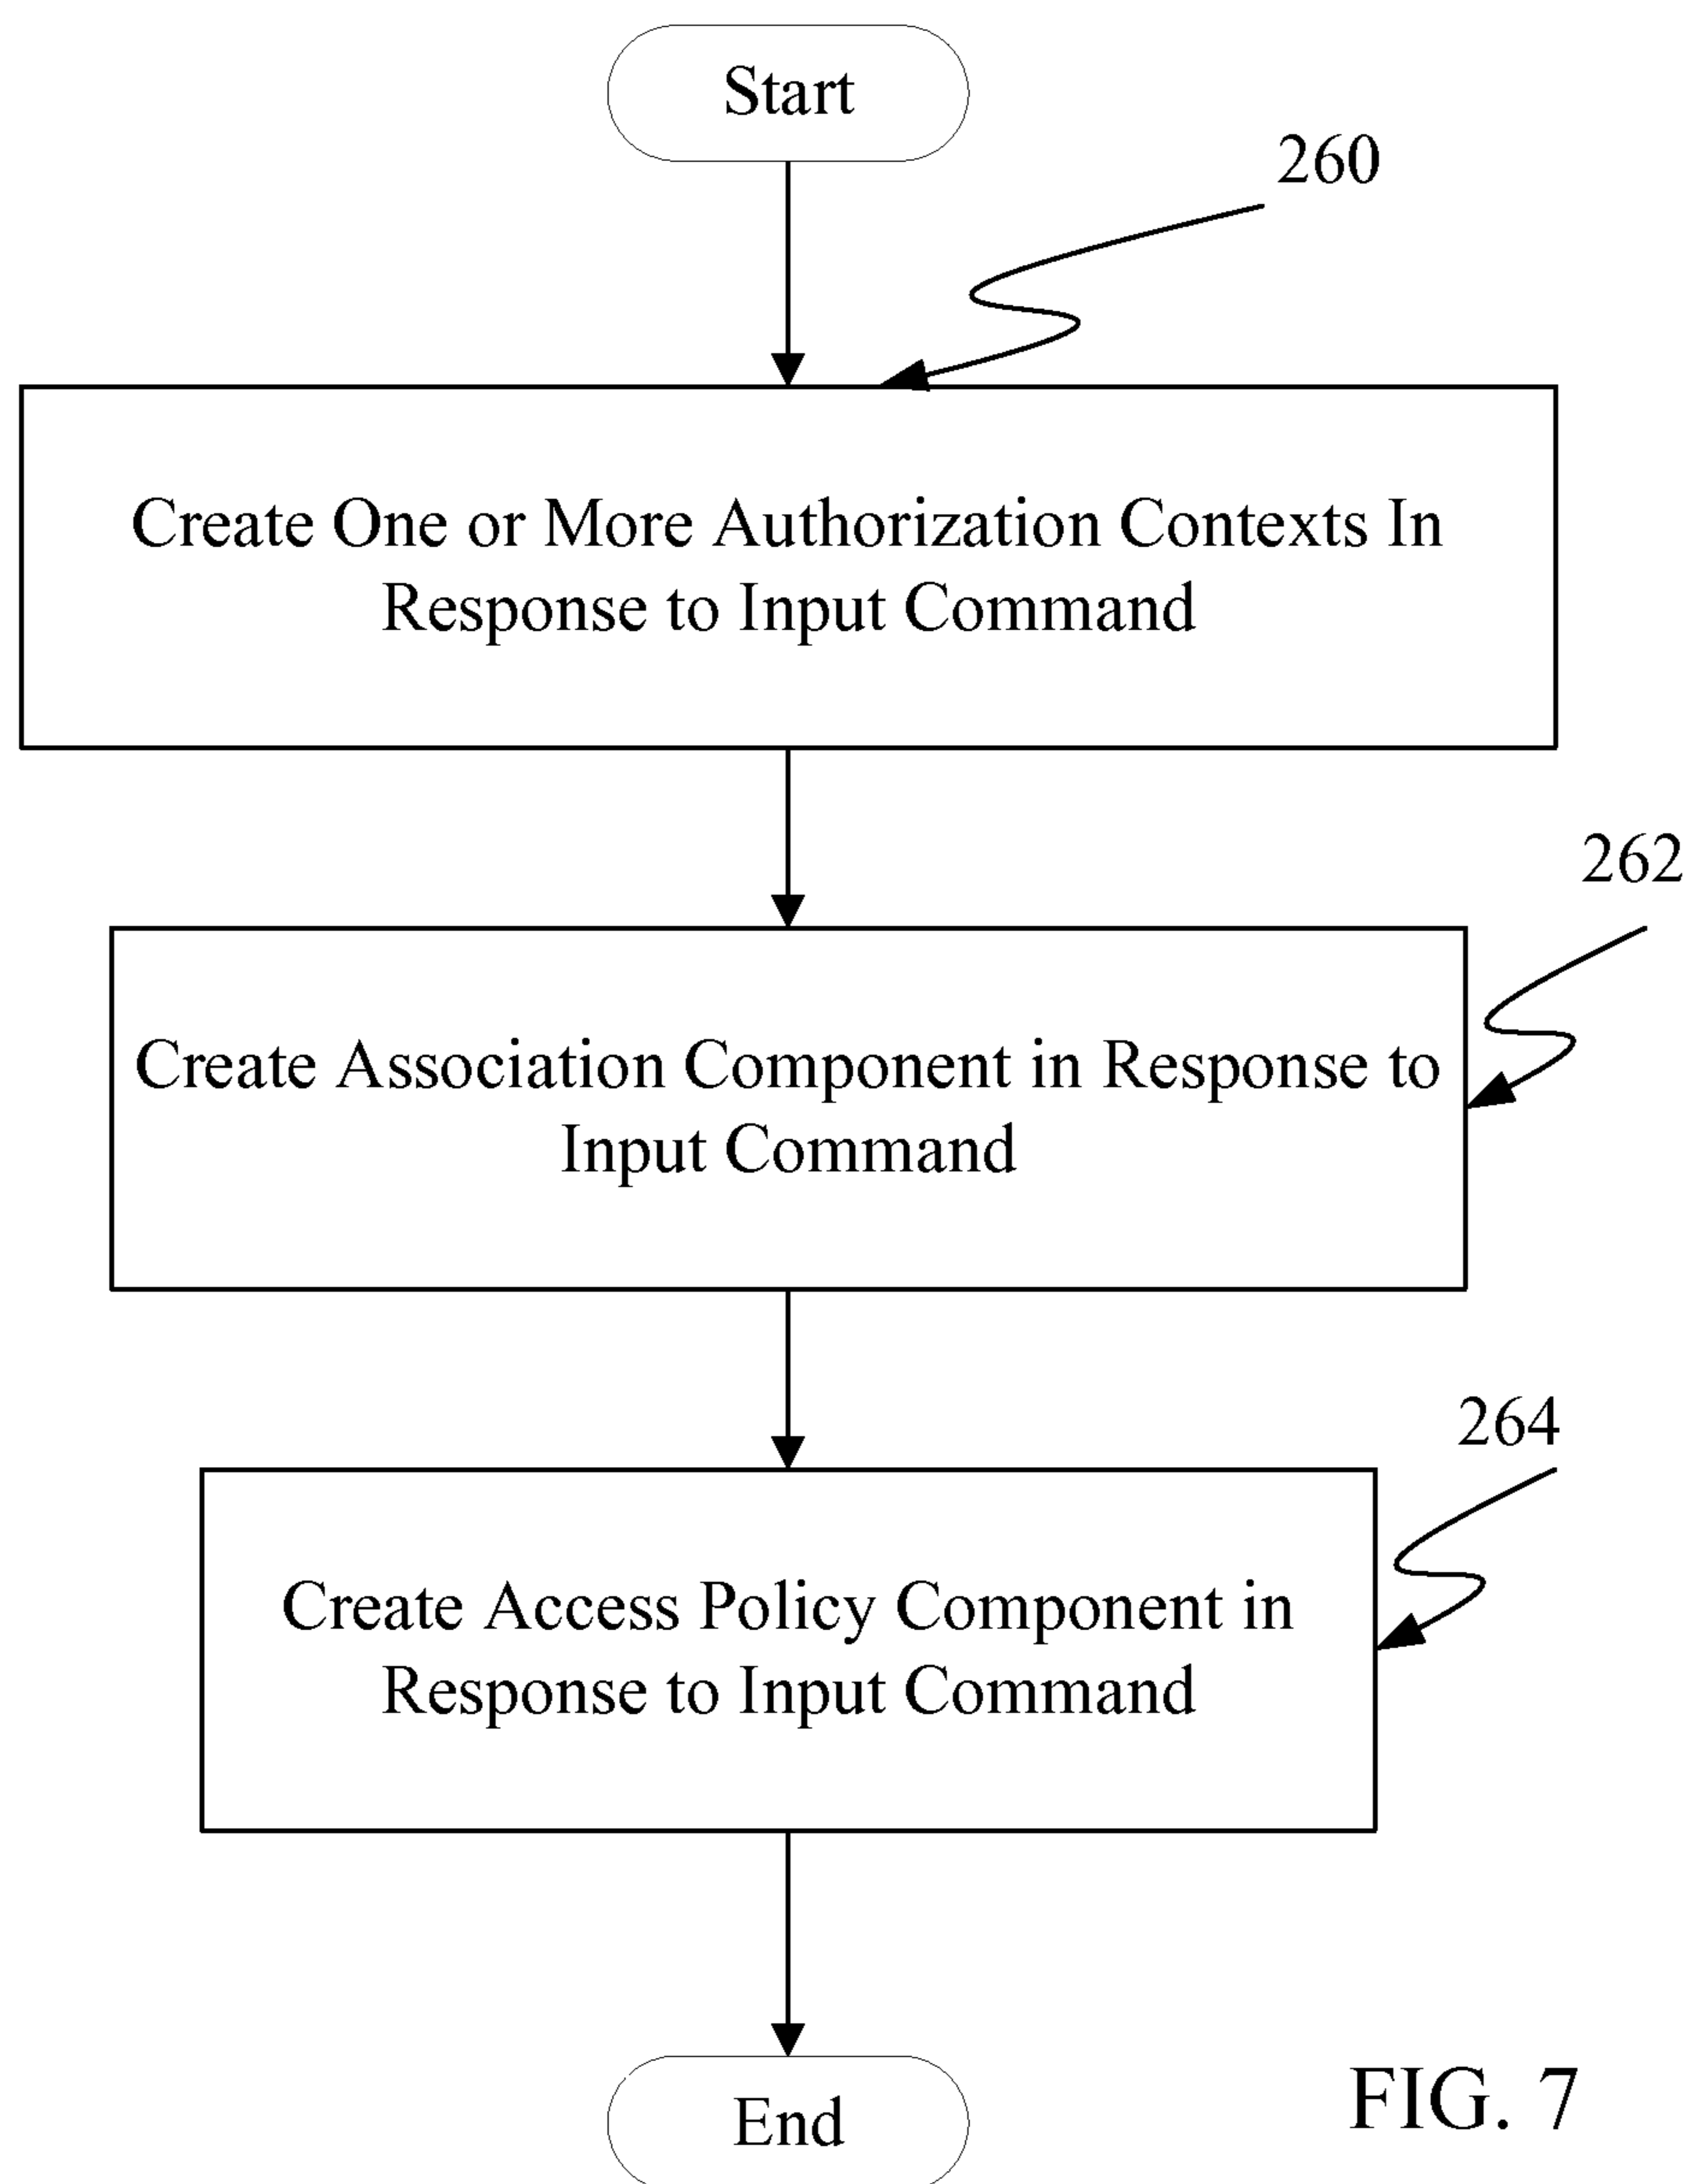 Start
260
Create One or More Authorization Contexts In
Response to Input Command
262
Create Association Component in Response to
Input Command
264
Create Access Policy Component in
Response to Input Command
End
FIG. 7